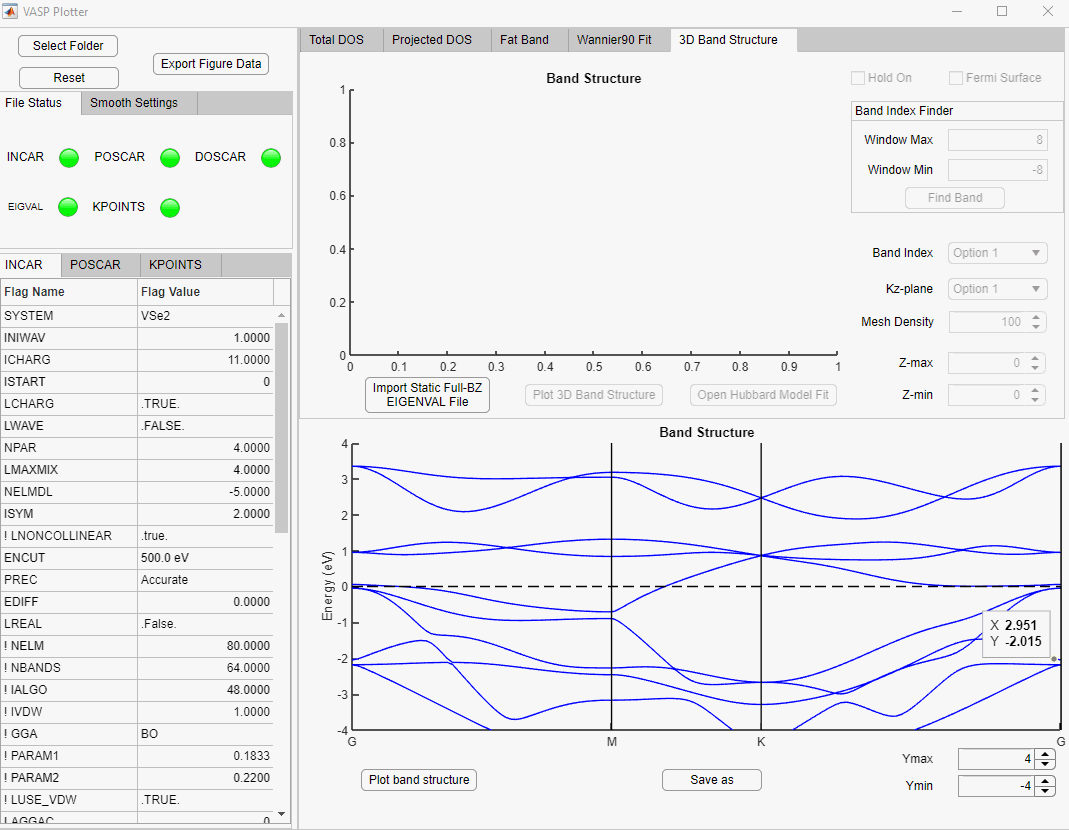 VASP Plotter
Select Folder
Reset
Export Figure Data
File Status
Smooth Settings
INCAR
POSCAR
DOSCAR
EIGVAL
KPOINTS
INCAR
POSCAR
KPOINTS
Flag Name Flag Value
SYSTEM VSe2
INIWAV 1.0000
ICHARG 11.0000
ISTART 0
LCHARG .TRUE.
LWAVE .FALSE.
NPAR 4.0000
LMAXMIX 4.0000
NELMDL -5.0000
ISYM 2.0000
! LNONCOLLINEAR .true.
ENCUT 500.0 eV
PREC Accurate
EDIFF 0.0000
LREAL .False.
! NELM 80.0000
! NBANDS 64.0000
! IALGO 48.0000
! IVDW 1.0000
! GGA BO
! PARAM1 0.1833
! PARAM2 0.2200
! LUSE_VDW .TRUE.
! AGGAC 0
Total DOS
Projected DOS
Fat Band
Wannier90 Fit
3D Band Structure
Band Structure
1
0.8
0.6
0.4
0.2
0
0 0.1 0.2 0.3 0.4 0.5 0.6 0.7 0.8 0.9 1
Import Static Full-BZ
EIGENVAL File
Plot 3D Band Structure
Open Hubbard Model Fit
Hold On
Fermi Surface
Band Index Finder
Window Max 8
Window Min -8
Find Band
Band Index Option 1
Kz-plane Option 1
Mesh Density 100
Z-max 0
Z-min 0
Band Structure
Energy (eV)
4
3
2
1
0
-1
-2
-3
-4
G M K G
X 2.951
Y -2.015
Plot band structure
Save as
Ymax 4
Ymin -4